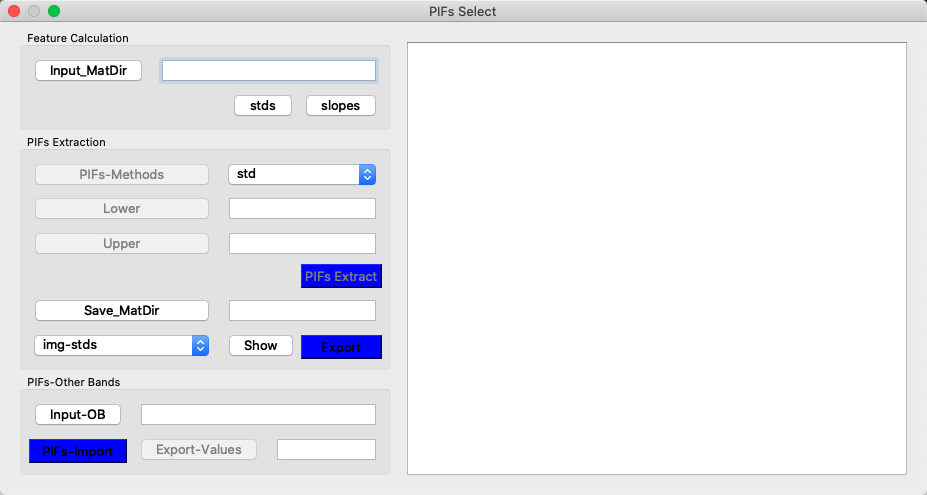 PIFs Select
Feature Calculation
Input_MatDir
stds slopes
PIFs Extraction
PIFs-Methods std
Lower
Upper
PIFs Extract
Save_MatDir
img-stds Show Export
PIFs-Other Bands
Input-OB
PIFs-Import Export-Values